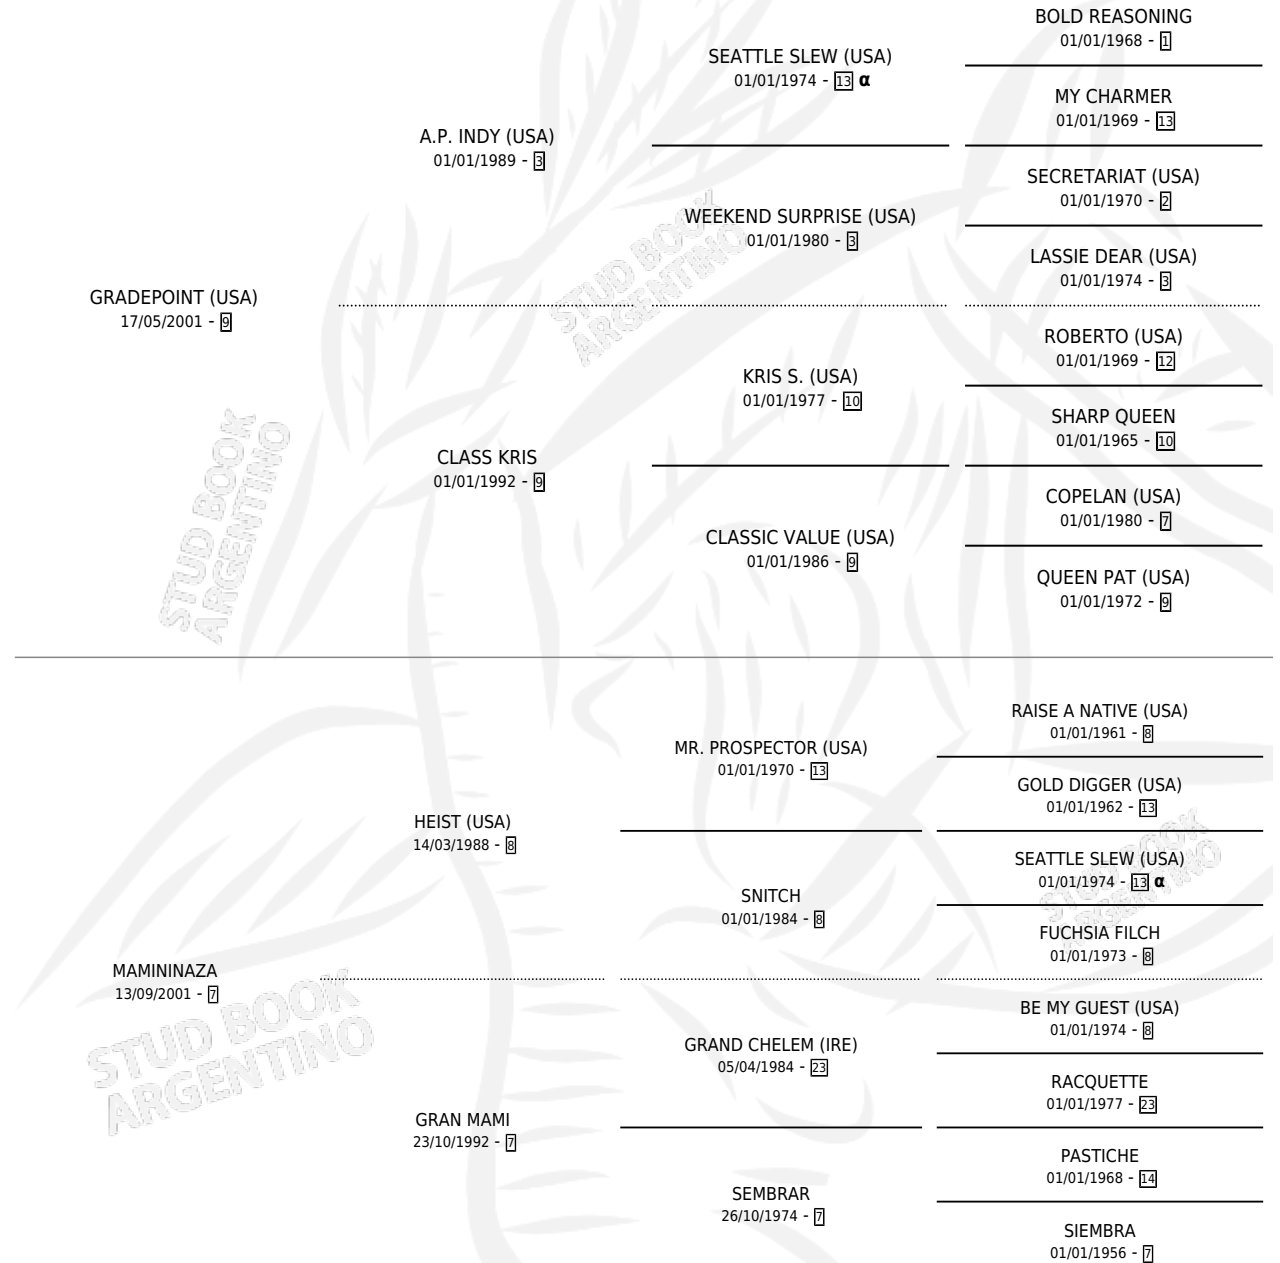 BOLD REASONING
01/01/1968 - 1
SEATTLE SLEW (USA)
01/01/1974 - 13 α
MY CHARMER
01/01/1969 - 13
A.P. INDY (USA)
01/01/1989 - 3
SECRETARIAT (USA)
01/01/1970 - 2
WEEKEND SURPRISE (USA)
01/01/1980 - 3
LASSIE DEAR (USA)
01/01/1974 - 3
GRADEPOINT (USA)
17/05/2001 - 9
ROBERTO (USA)
01/01/1969 - 12
KRIS S. (USA)
01/01/1977 - 10
SHARP QUEEN
01/01/1965 - 10
CLASS KRIS
01/01/1992 - 9
COPELAN (USA)
01/01/1980 - 7
CLASSIC VALUE (USA)
01/01/1986 - 9
QUEEN PAT (USA)
01/01/1972 - 9
RAISE A NATIVE (USA)
01/01/1961 - 8
MR. PROSPECTOR (USA)
01/01/1970 - 13
GOLD DIGGER (USA)
01/01/1962 - 13
HEIST (USA)
14/03/1988 - 8
SEATTLE SLEW (USA)
01/01/1974 - 13 α
SNITCH
01/01/1984 - 8
FUCHSIA FILCH
01/01/1973 - 8
MAMININAZA
13/09/2001 - 7
BE MY GUEST (USA)
01/01/1974 - 8
GRAND CHELEM (IRE)
05/04/1984 - 23
RACQUETTE
01/01/1977 - 23
GRAN MAMI
23/10/1992 - 7
PASTICHE
01/01/1968 - 14
SEMBRAR
26/10/1974 - 7
SIEMBRA
01/01/1956 - 7
STUD BOOK
ARGENTINO
STUD BOOK
ARGENTINO
STUD BOOK
ARGENTINO
STUD BOOK
ARGENTINO